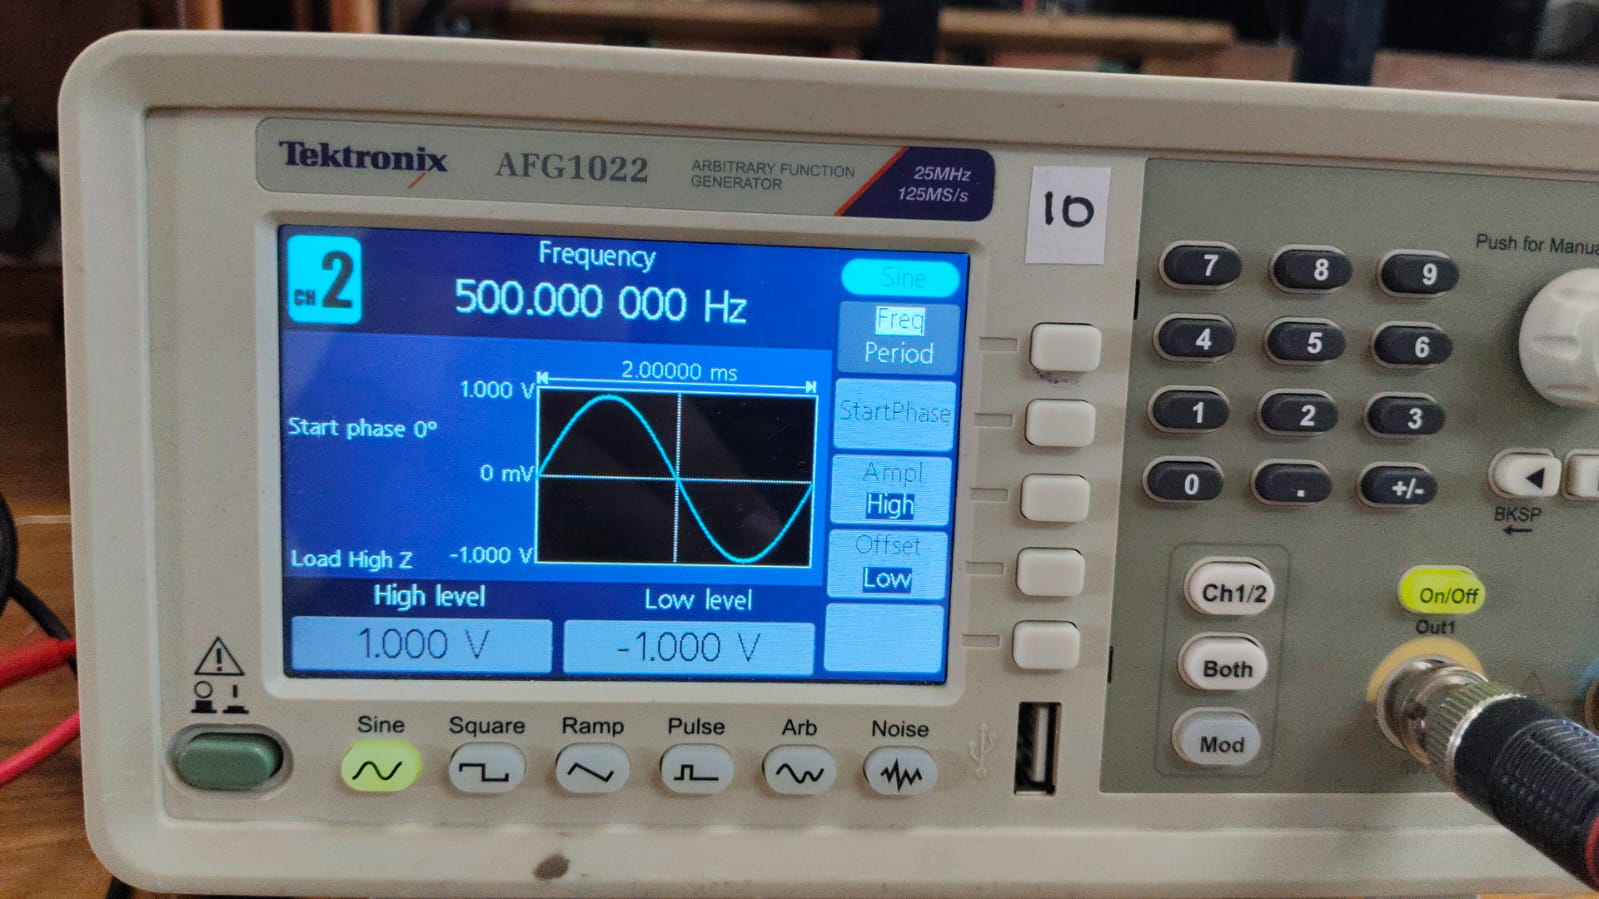 Tektronix
AFG1022
ARBITRARY FUNCTION
GENERATOR
25MHz
125MS/s
10
CH 2
Frequency
500.000 000 Hz
Sine
Freq
Period
StartPhase
Ampl
High
Offset
Low
2.00000 ms
1.000 V
Start phase 0°
0 mV
Load High Z
-1.000 V
High level
Low level
1.000 V
-1.000 V
Sine
Square
Ramp
Pulse
Arb
Noise
Push for
7 8 9
4 5 6
1 2 3
0 . +/-
BKSP
Ch1/2
Both
Mod
On/Off
Out1